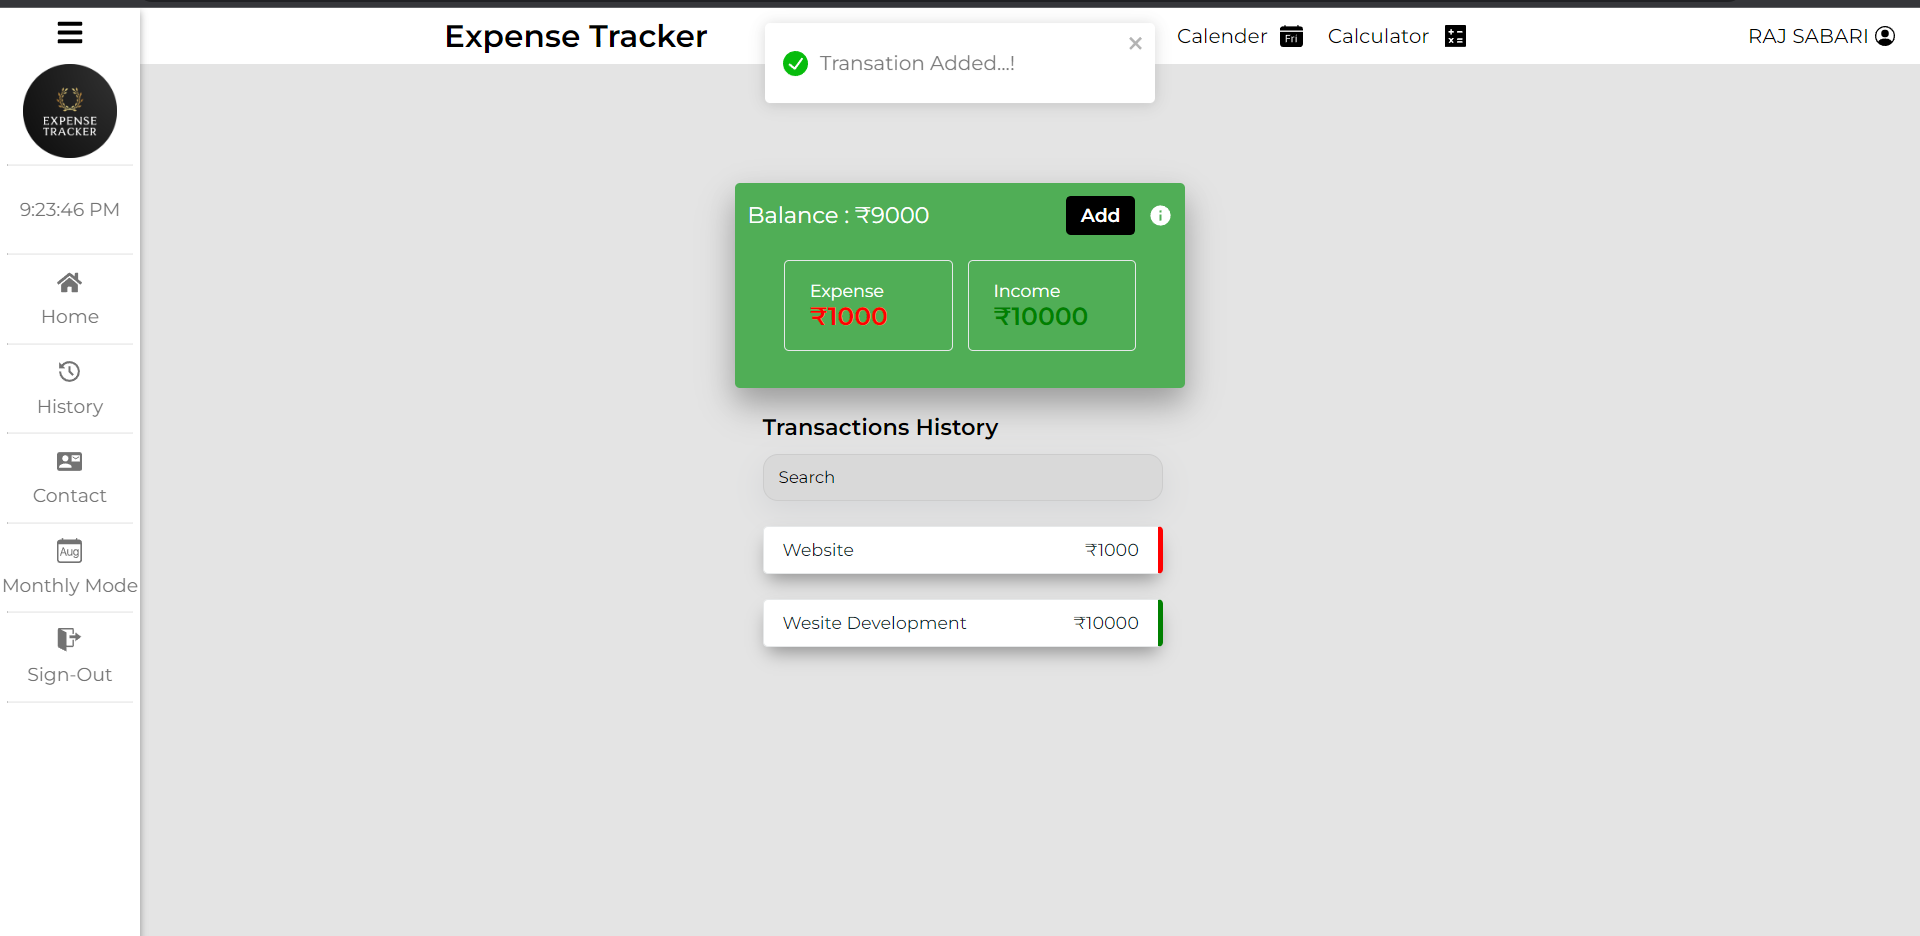 Expense Tracker
Transation Added...!
Calender
Fri
Calculator
RAJ SABARI
EXPENSE
TRACKER
9:23:46 PM
Home
History
Contact
Aug
Monthly Mode
Sign-Out
Balance : ₹9000
Add
Expense
₹1000
Income
₹10000
Transactions History
Search
Website ₹1000
Wesite Development ₹10000